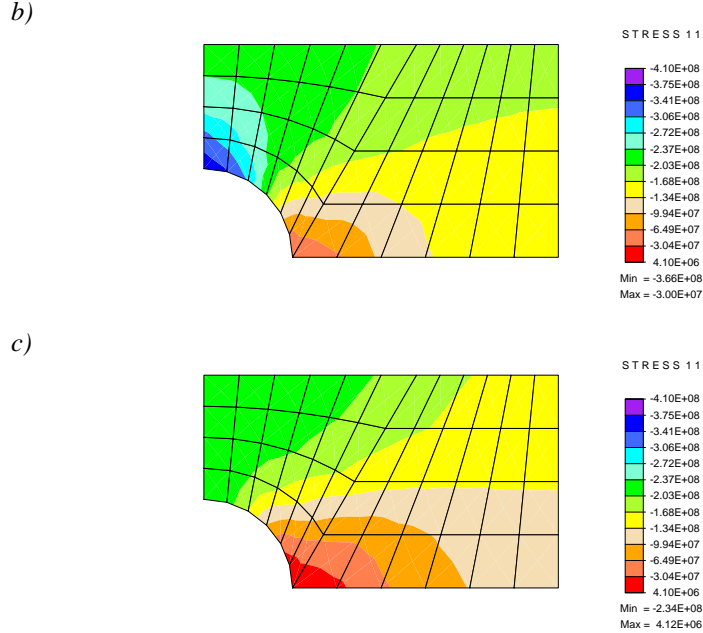 b)
S T R E S S 1 1
-4.10E+08
-3.75E+08
-3.41E+08
-3.06E+08
-2.72E+08
-2.37E+08
-2.03E+08
-1.68E+08
-1.34E+08
-9.94E+07
-6.49E+07
-3.04E+07
4.10E+06
Min = -3.66E+08
Max = -3.00E+07
c)
S T R E S S 1 1
-4.10E+08
-3.75E+08
-3.41E+08
-3.06E+08
-2.72E+08
-2.37E+08
-2.03E+08
-1.68E+08
-1.34E+08
-9.94E+07
-6.49E+07
-3.04E+07
4.10E+06
Min = -2.34E+08
Max = 4.12E+06